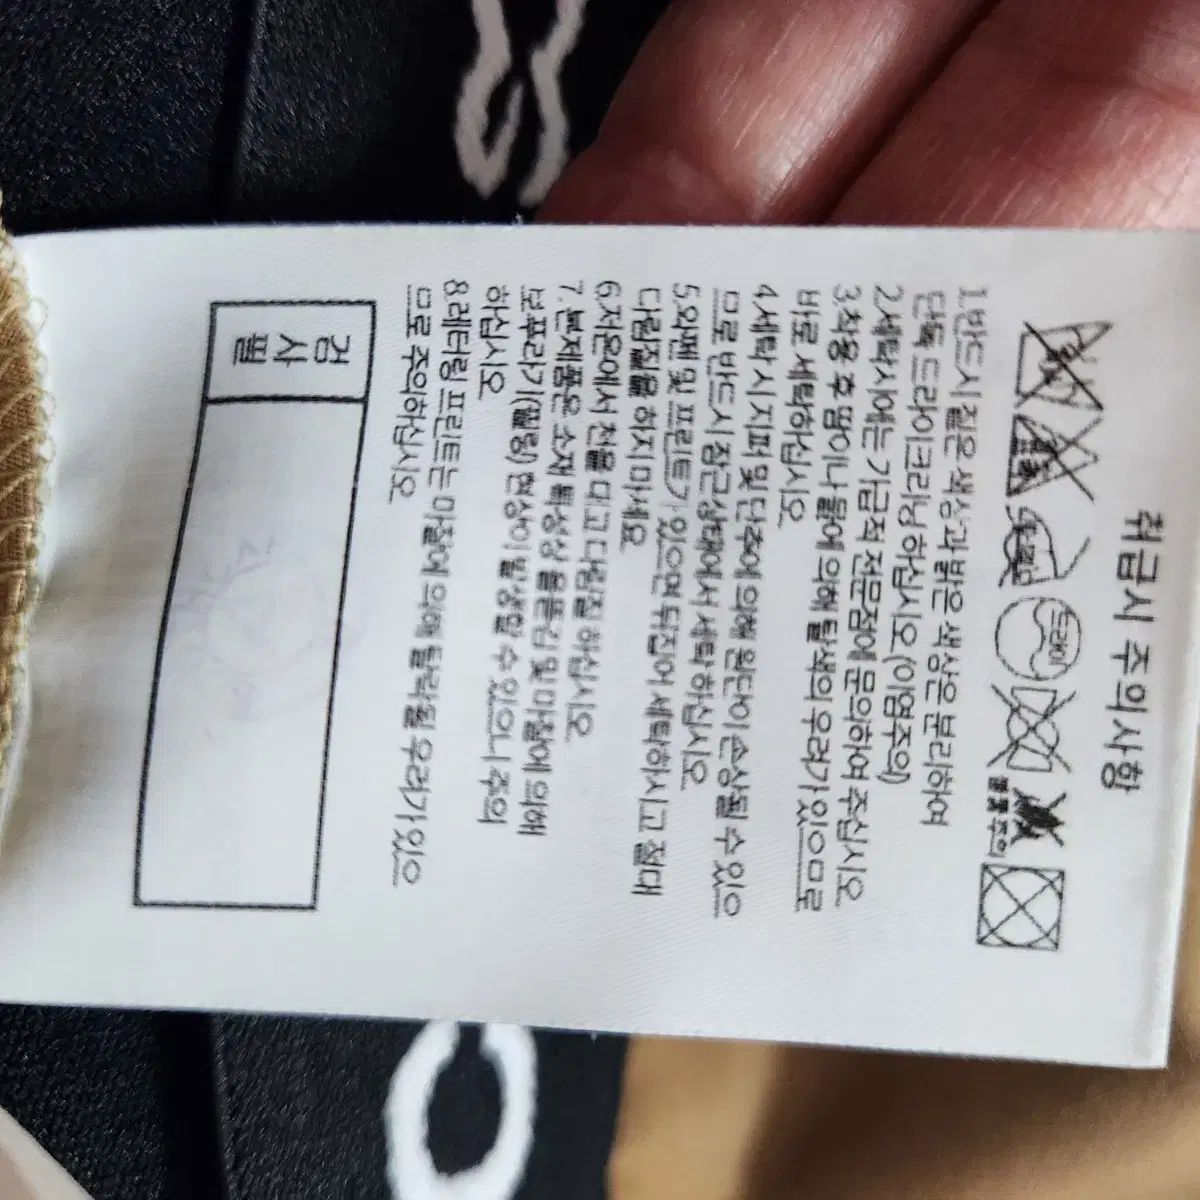 취급시 주의사항
드라이
염색주의
1.반드시 짙은 색상과 밝은 색상은 분리하여
단독 드라이크리닝 하십시오 (이염주의)
2.세탁시에는 가급적 전문점에 문의하여 주십시오
3.착용 후 땀이나 물에 의해 탈색의 우려가 있으므로
바로 세탁하십시오
4.세탁 시 지퍼 및 단추에 의해 원단이 손상될 수 있으
므로 반드시 잠근상태에서 세탁 하십시오
5.와펜 및 프린트가 있으면 뒤집어 세탁하시고 절대
다림질을 하지 마세요
6.저온에서 천을 대고 다림질 하십시오
7.본제품은 소재 특성상 올뜯김 및 마찰에 의해
보푸라기(필링) 현상이 발생할 수 있으니 주의
하십시오
8.레터링 프린트는 마찰에 의해 탈락될 우려가 있으
므로 주의하십시오
검사필